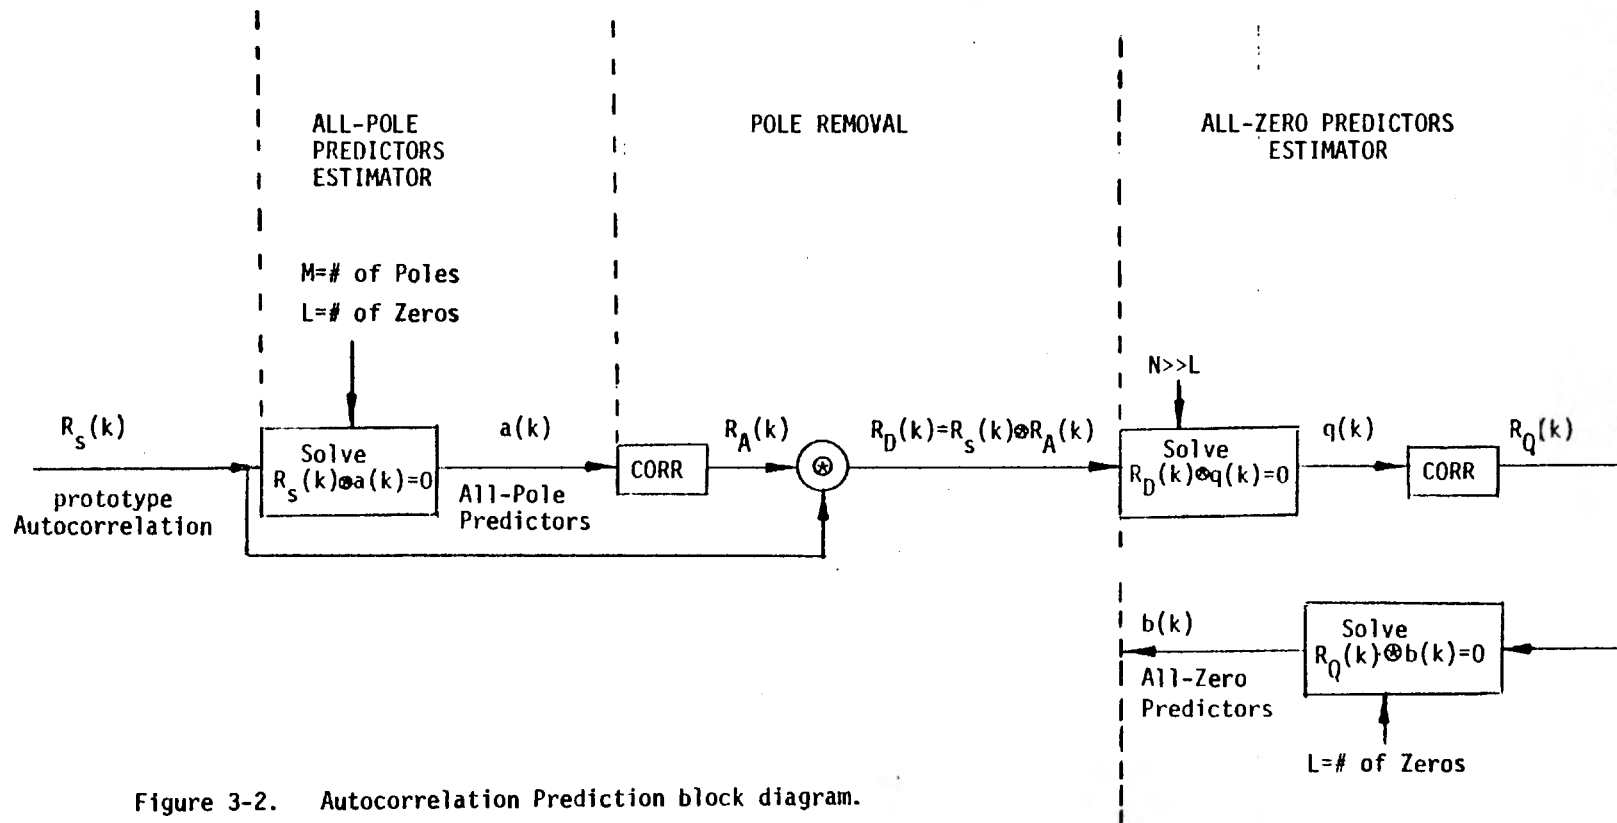 ALL-POLE
PREDICTORS
ESTIMATOR
POLE REMOVAL
ALL-ZERO PREDICTORS
ESTIMATOR
M=# of Poles
L=# of Zeros
N>>L
R_s(k)
prototype
Autocorrelation
Solve
R_s(k)⊛a(k)=0
a(k)
All-Pole
Predictors
CORR
R_A(k)
⊛
R_D(k)=R_s(k)⊛R_A(k)
Solve
R_D(k)⊛q(k)=0
q(k)
CORR
R_Q(k)
b(k)
All-Zero
Predictors
Solve
R_Q(k)⊛b(k)=0
L=# of Zeros
Figure 3-2. Autocorrelation Prediction block diagram.